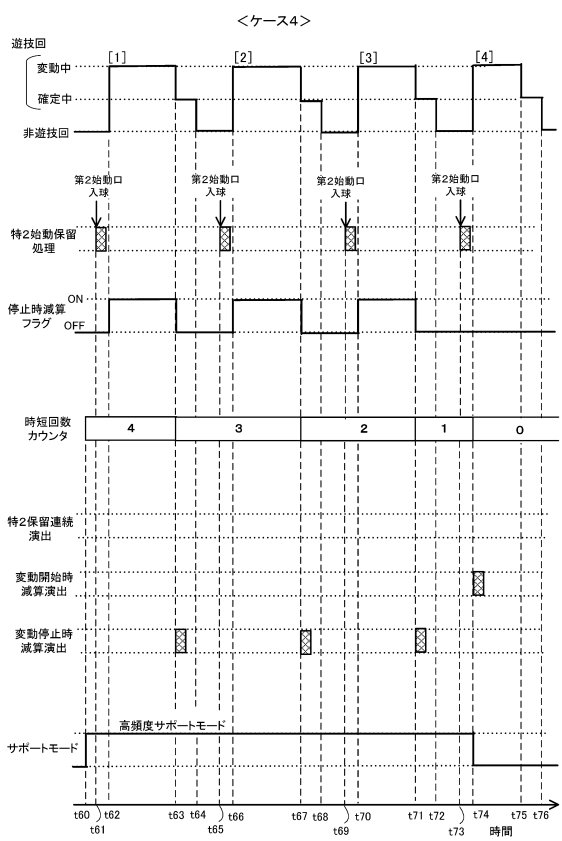 ＜ケース4＞
遊技回
[1]
[2]
[3]
[4]
変動中
確定中
非遊技回
第2始動口
入球
第2始動口
入球
第2始動口
入球
第2始動口
入球
特2始動保留
処理
停止時減算
フラグ
ON
OFF
時短回数
カウンタ
4
3
2
1
0
特2保留連続
演出
変動開始時
減算演出
変動停止時
減算演出
高頻度サポートモード
サポートモード
t60
t61
t62
t63
t64
t65
t66
t67
t68
t69
t70
t71
t72
t73
t74
t75
t76
時間